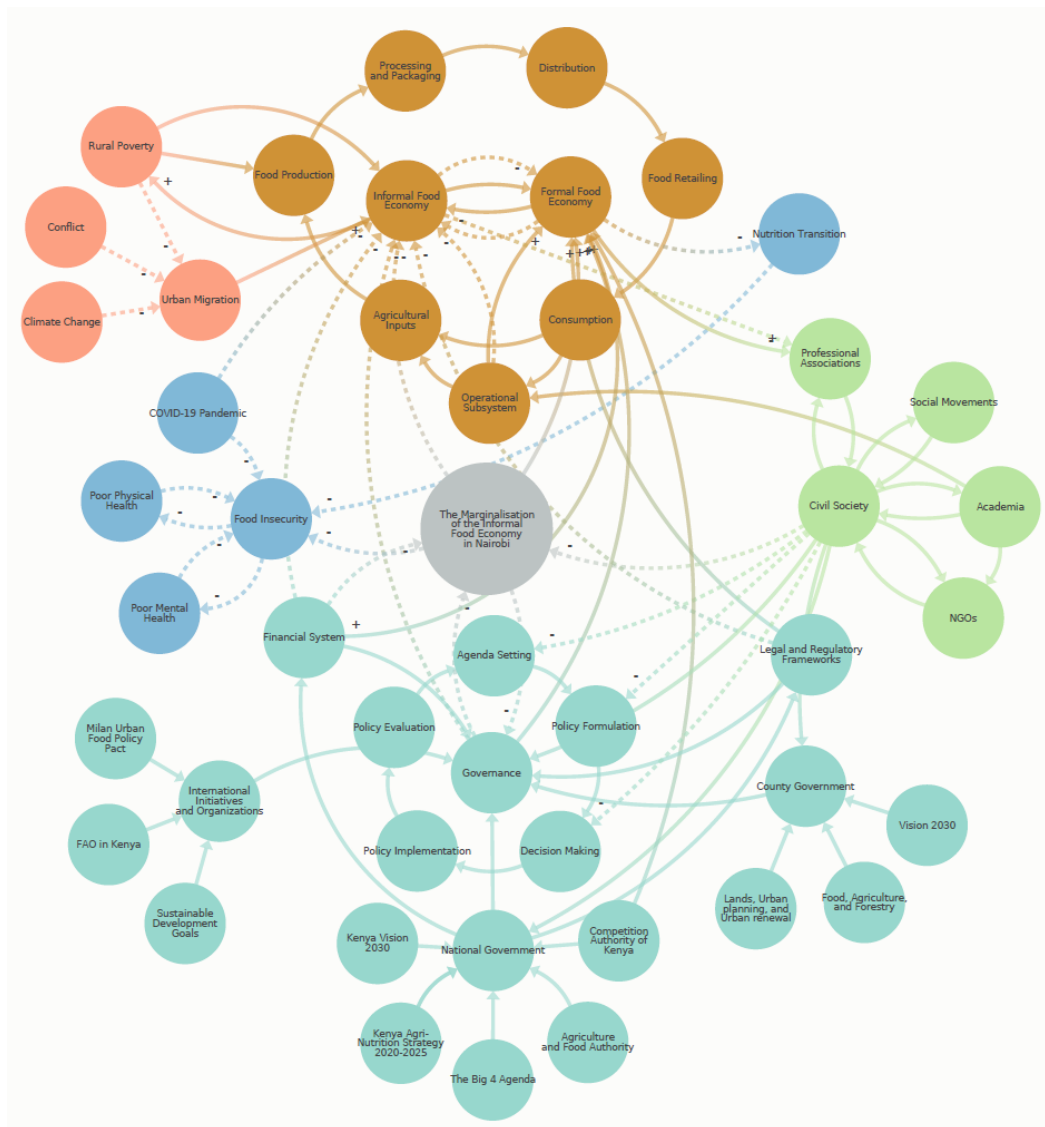 Processing
and Packaging
Distribution
Rural Poverty
Food Production
Food Retailing
Informal Food
Economy
Formal Food
Economy
Conflict
Nutrition Transition
Urban Migration
Climate Change
Agricultural
Inputs
Consumption
Professional
Associations
Operational
Subsystem
COVID-19 Pandemic
Social Movements
Poor Physical
Health
Food Insecurity
The Marginalisation
of the Informal
Food Economy
in Nairobi
Civil Society
Academia
Poor Mental
Health
NGOs
Financial System
Agenda Setting
Legal and Regulatory
Frameworks
Milan Urban
Food Policy
Pact
Policy Evaluation
Policy Formulation
Governance
County Government
International
Initiatives
and Organizations
Vision 2030
FAO in Kenya
Policy Implementation
Decision Making
Sustainable
Development
Goals
Lands, Urban
planning, and
Urban renewal
Food, Agriculture,
and Forestry
Kenya Vision
2030
National Government
Competition
Authority of
Kenya
Kenya Agri-
Nutrition Strategy
2020-2025
Agriculture
and Food Authority
The Big 4 Agenda